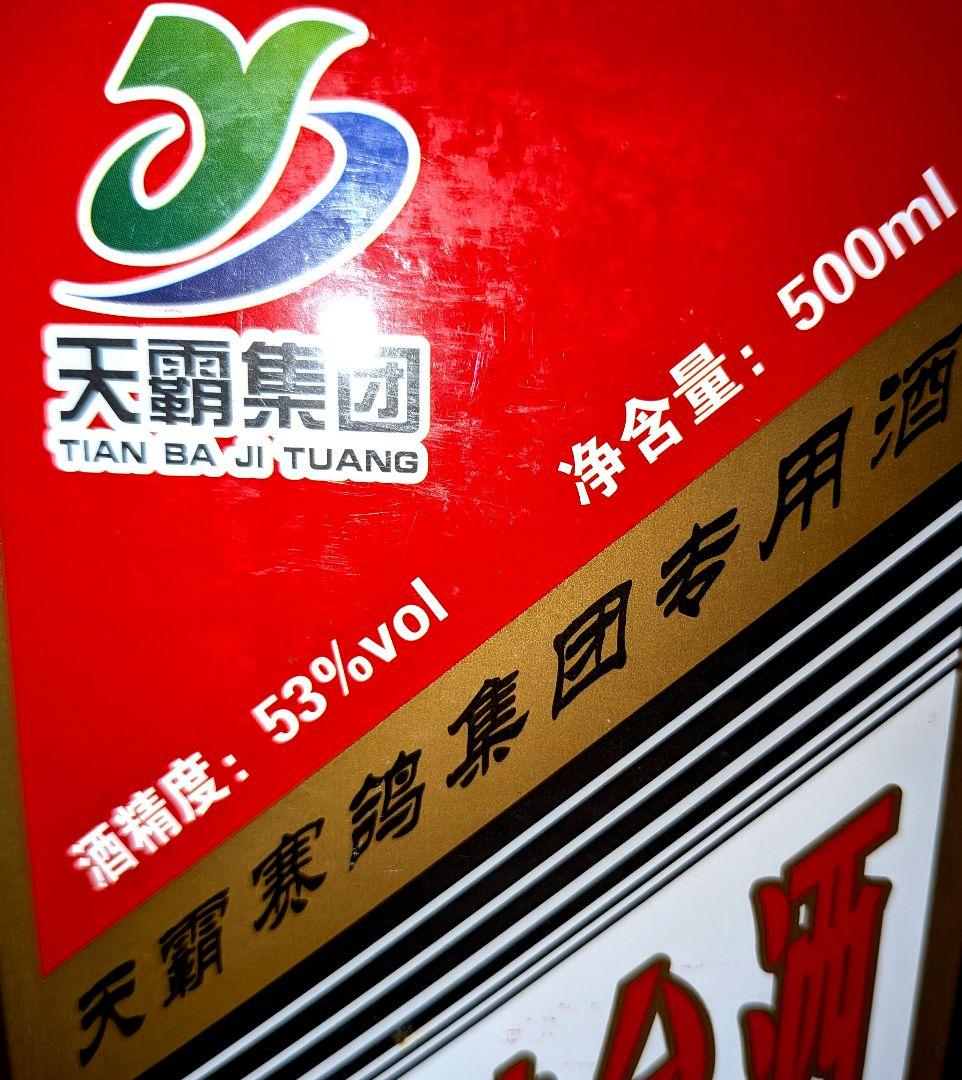 天霸集团
TIAN BA JI TUANG
酒精度：53%vol
净含量：500ml
天霸赛鸽集团专用酒
酒